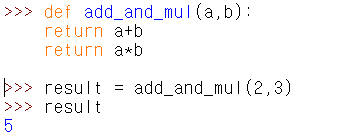 >>> def add_and_mul(a,b):
    return a+b
    return a*b

>>> result = add_and_mul(2,3)
>>> result
5